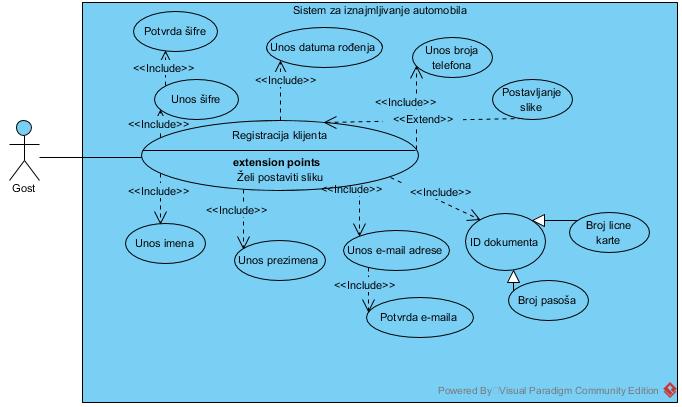 Sistem za iznajmljivanje automobila
Potvrda šifre
Unos datuma rođenja
Unos broja
telefona
<<Include>>
<<Include>>
Unos šifre
<<Include>>
Postavljanje
slike
<<Include>>
<<Extend>>
Registracija klijenta
extension points
Želi postaviti sliku
Gost
<<Include>>
<<Include>>
<<Include>>
<<Include>>
Unos imena
Unos prezimena
Unos e-mail adrese
ID dokumenta
Broj licne
karte
<<Include>>
Broj pasoša
Potvrda e-maila
Powered By Visual Paradigm Community Edition